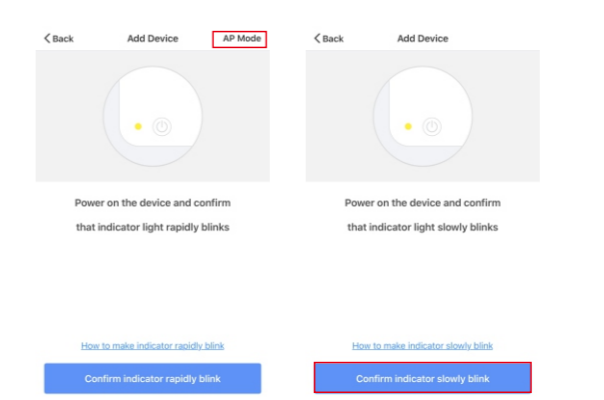 Back Add Device AP Mode
Power on the device and confirm
that indicator light rapidly blinks
How to make indicator rapidly blink
Confirm indicator rapidly blink
Back Add Device
Power on the device and confirm
that indicator light slowly blinks
How to make indicator slowly blink
Confirm indicator slowly blink